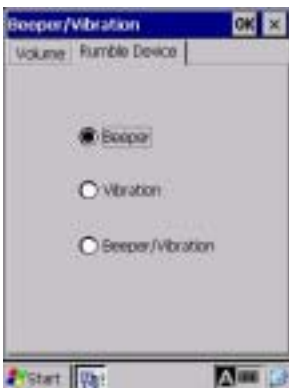 Beeper/Vibration OK ×
Volume Rumble Device
Beeper
Vibration
Beeper/Vibration
Start A